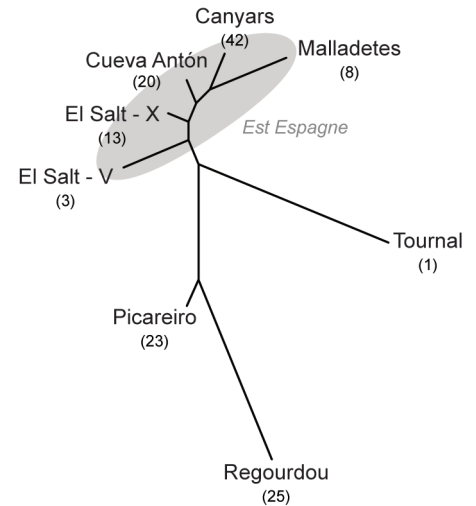 Canyars
(42)
Malladetes
(8)
Cueva Antón
(20)
El Salt - X
(13)
Est Espagne
El Salt - V
(3)
Tournal
(1)
Picareiro
(23)
Regourdou
(25)